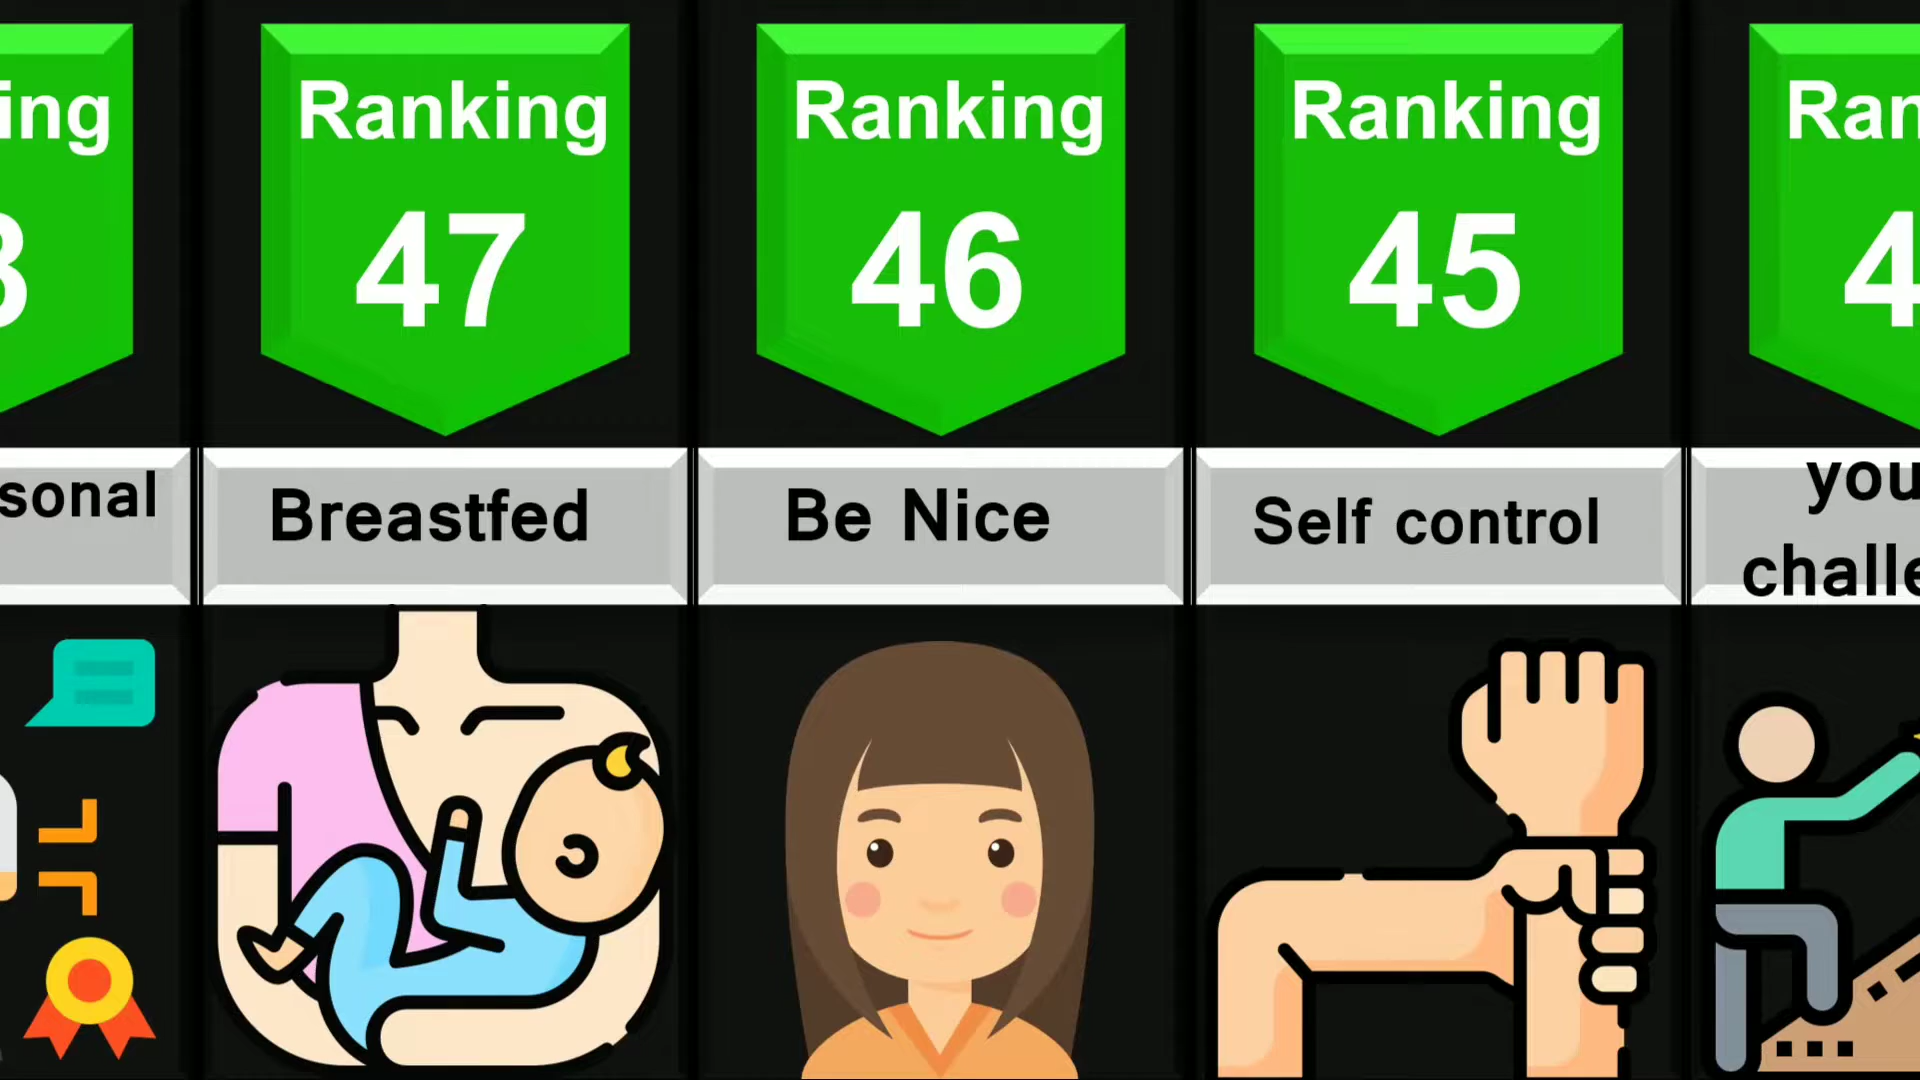 Ranking
47
Breastfed
Ranking
46
Be Nice
Ranking
45
Self control